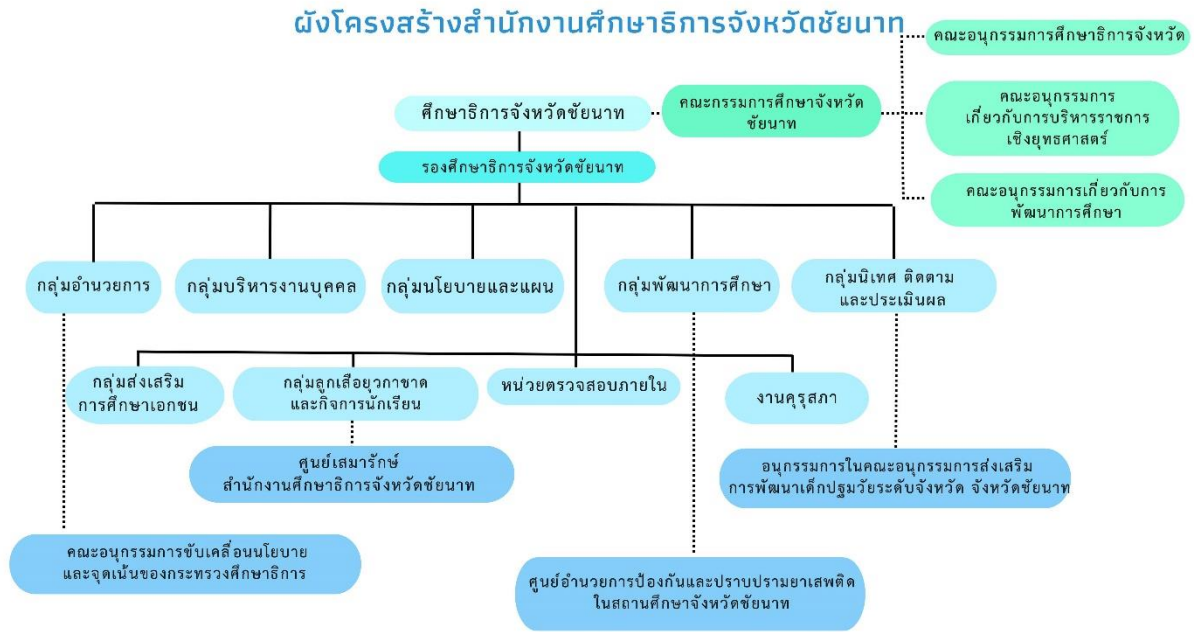 ผังโครงสร้างสำนักงานศึกษาธิการจังหวัดชัยนาท
คณะอนุกรรมการศึกษาธิการจังหวัด
ศึกษาธิการจังหวัดชัยนาท
คณะกรรมการศึกษาจังหวัด
ชัยนาท
คณะอนุกรรมการ
เกี่ยวกับการบริหารราชการ
เชิงยุทธศาสตร์
รองศึกษาธิการจังหวัดชัยนาท
คณะอนุกรรมการเกี่ยวกับการ
พัฒนาการศึกษา
กลุ่มอำนวยการ
กลุ่มบริหารงานบุคคล
กลุ่มนโยบายและแผน
กลุ่มพัฒนาการศึกษา
กลุ่มนิเทศ ติดตาม
และประเมินผล
กลุ่มส่งเสริม
การศึกษาเอกชน
กลุ่มลูกเสือยุวกาชาด
และกิจการนักเรียน
หน่วยตรวจสอบภายใน
งานคุรุสภา
ศูนย์เสมารักษ์
สำนักงานศึกษาธิการจังหวัดชัยนาท
อนุกรรมการในคณะอนุกรรมการส่งเสริม
การพัฒนาเด็กปฐมวัยระดับจังหวัด จังหวัดชัยนาท
คณะอนุกรรมการขับเคลื่อนนโยบาย
และจุดเน้นของกระทรวงศึกษาธิการ
ศูนย์อำนวยการป้องกันและปราบปรามยาเสพติด
ในสถานศึกษาจังหวัดชัยนาท